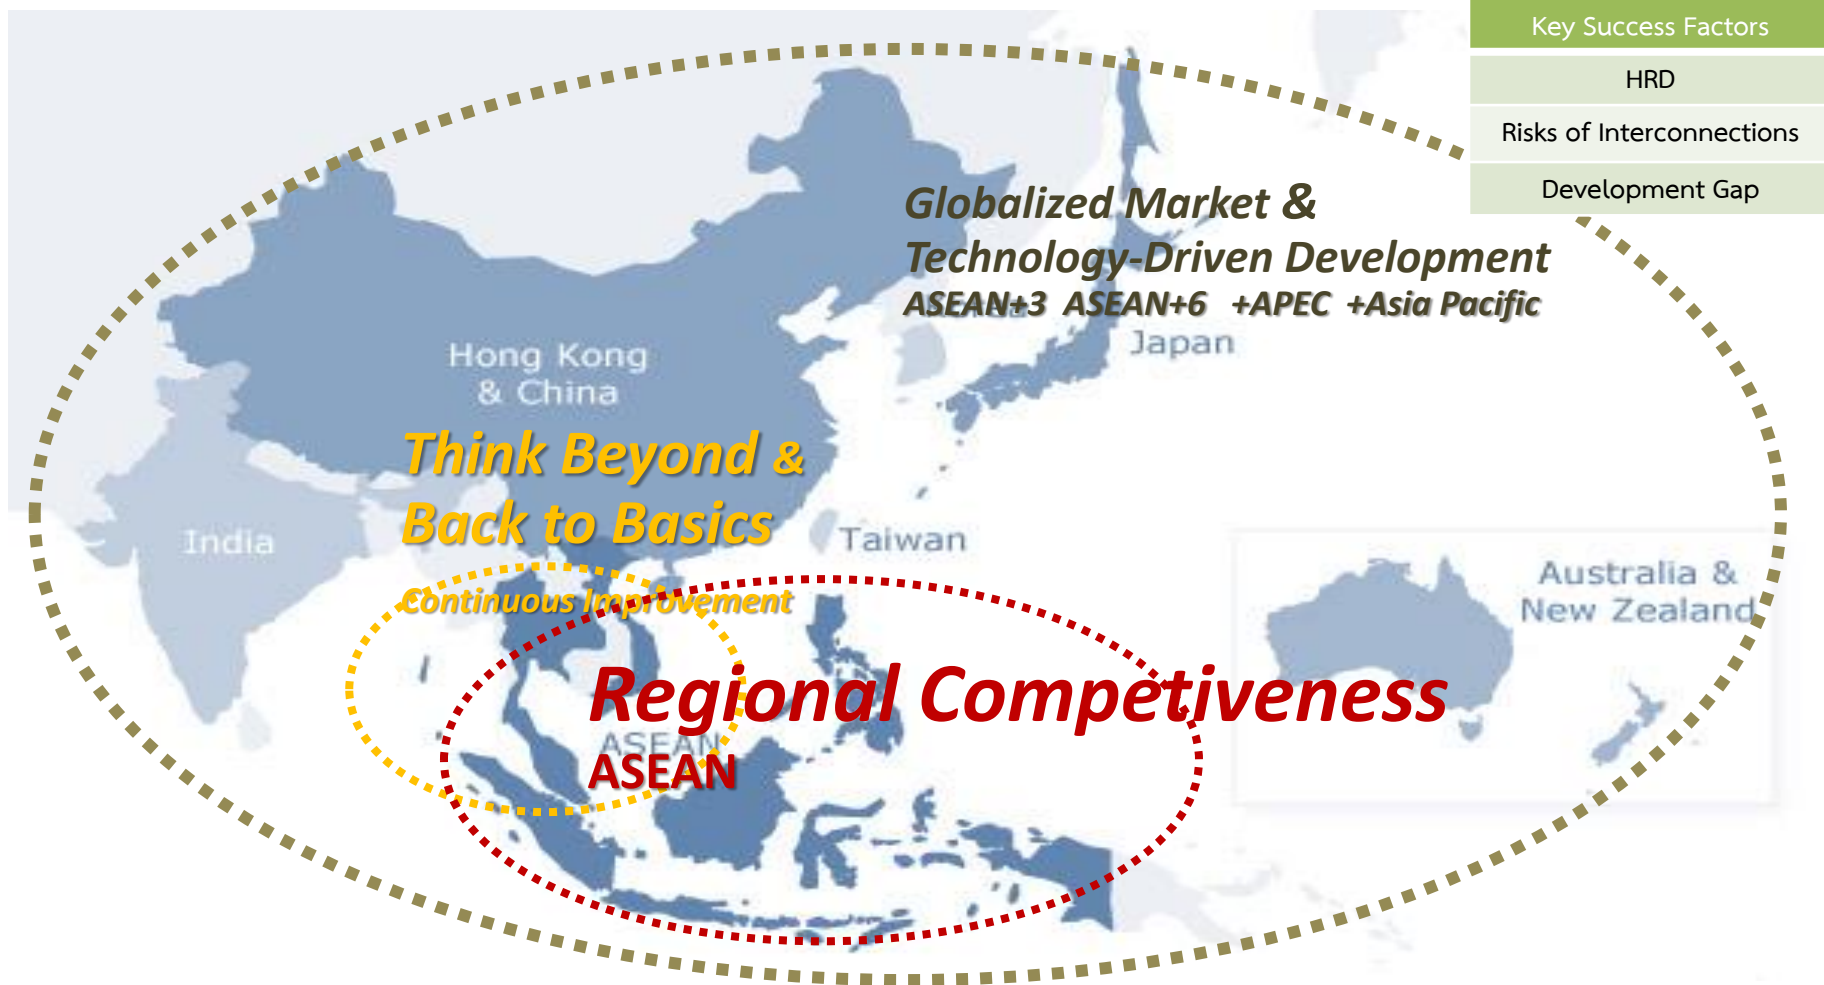 Key Success Factors
HRD
Risks of Interconnections
Development Gap
Globalized Market &
Technology-Driven Development
ASEAN+3 ASEAN+6 +APEC +Asia Pacific
Japan
Hong Kong
& China
Think Beyond &
Back to Basics
India
Taiwan
Continuous Improvement
Australia &
New Zealand
Regional Competiveness
ASEAN
ASEAN